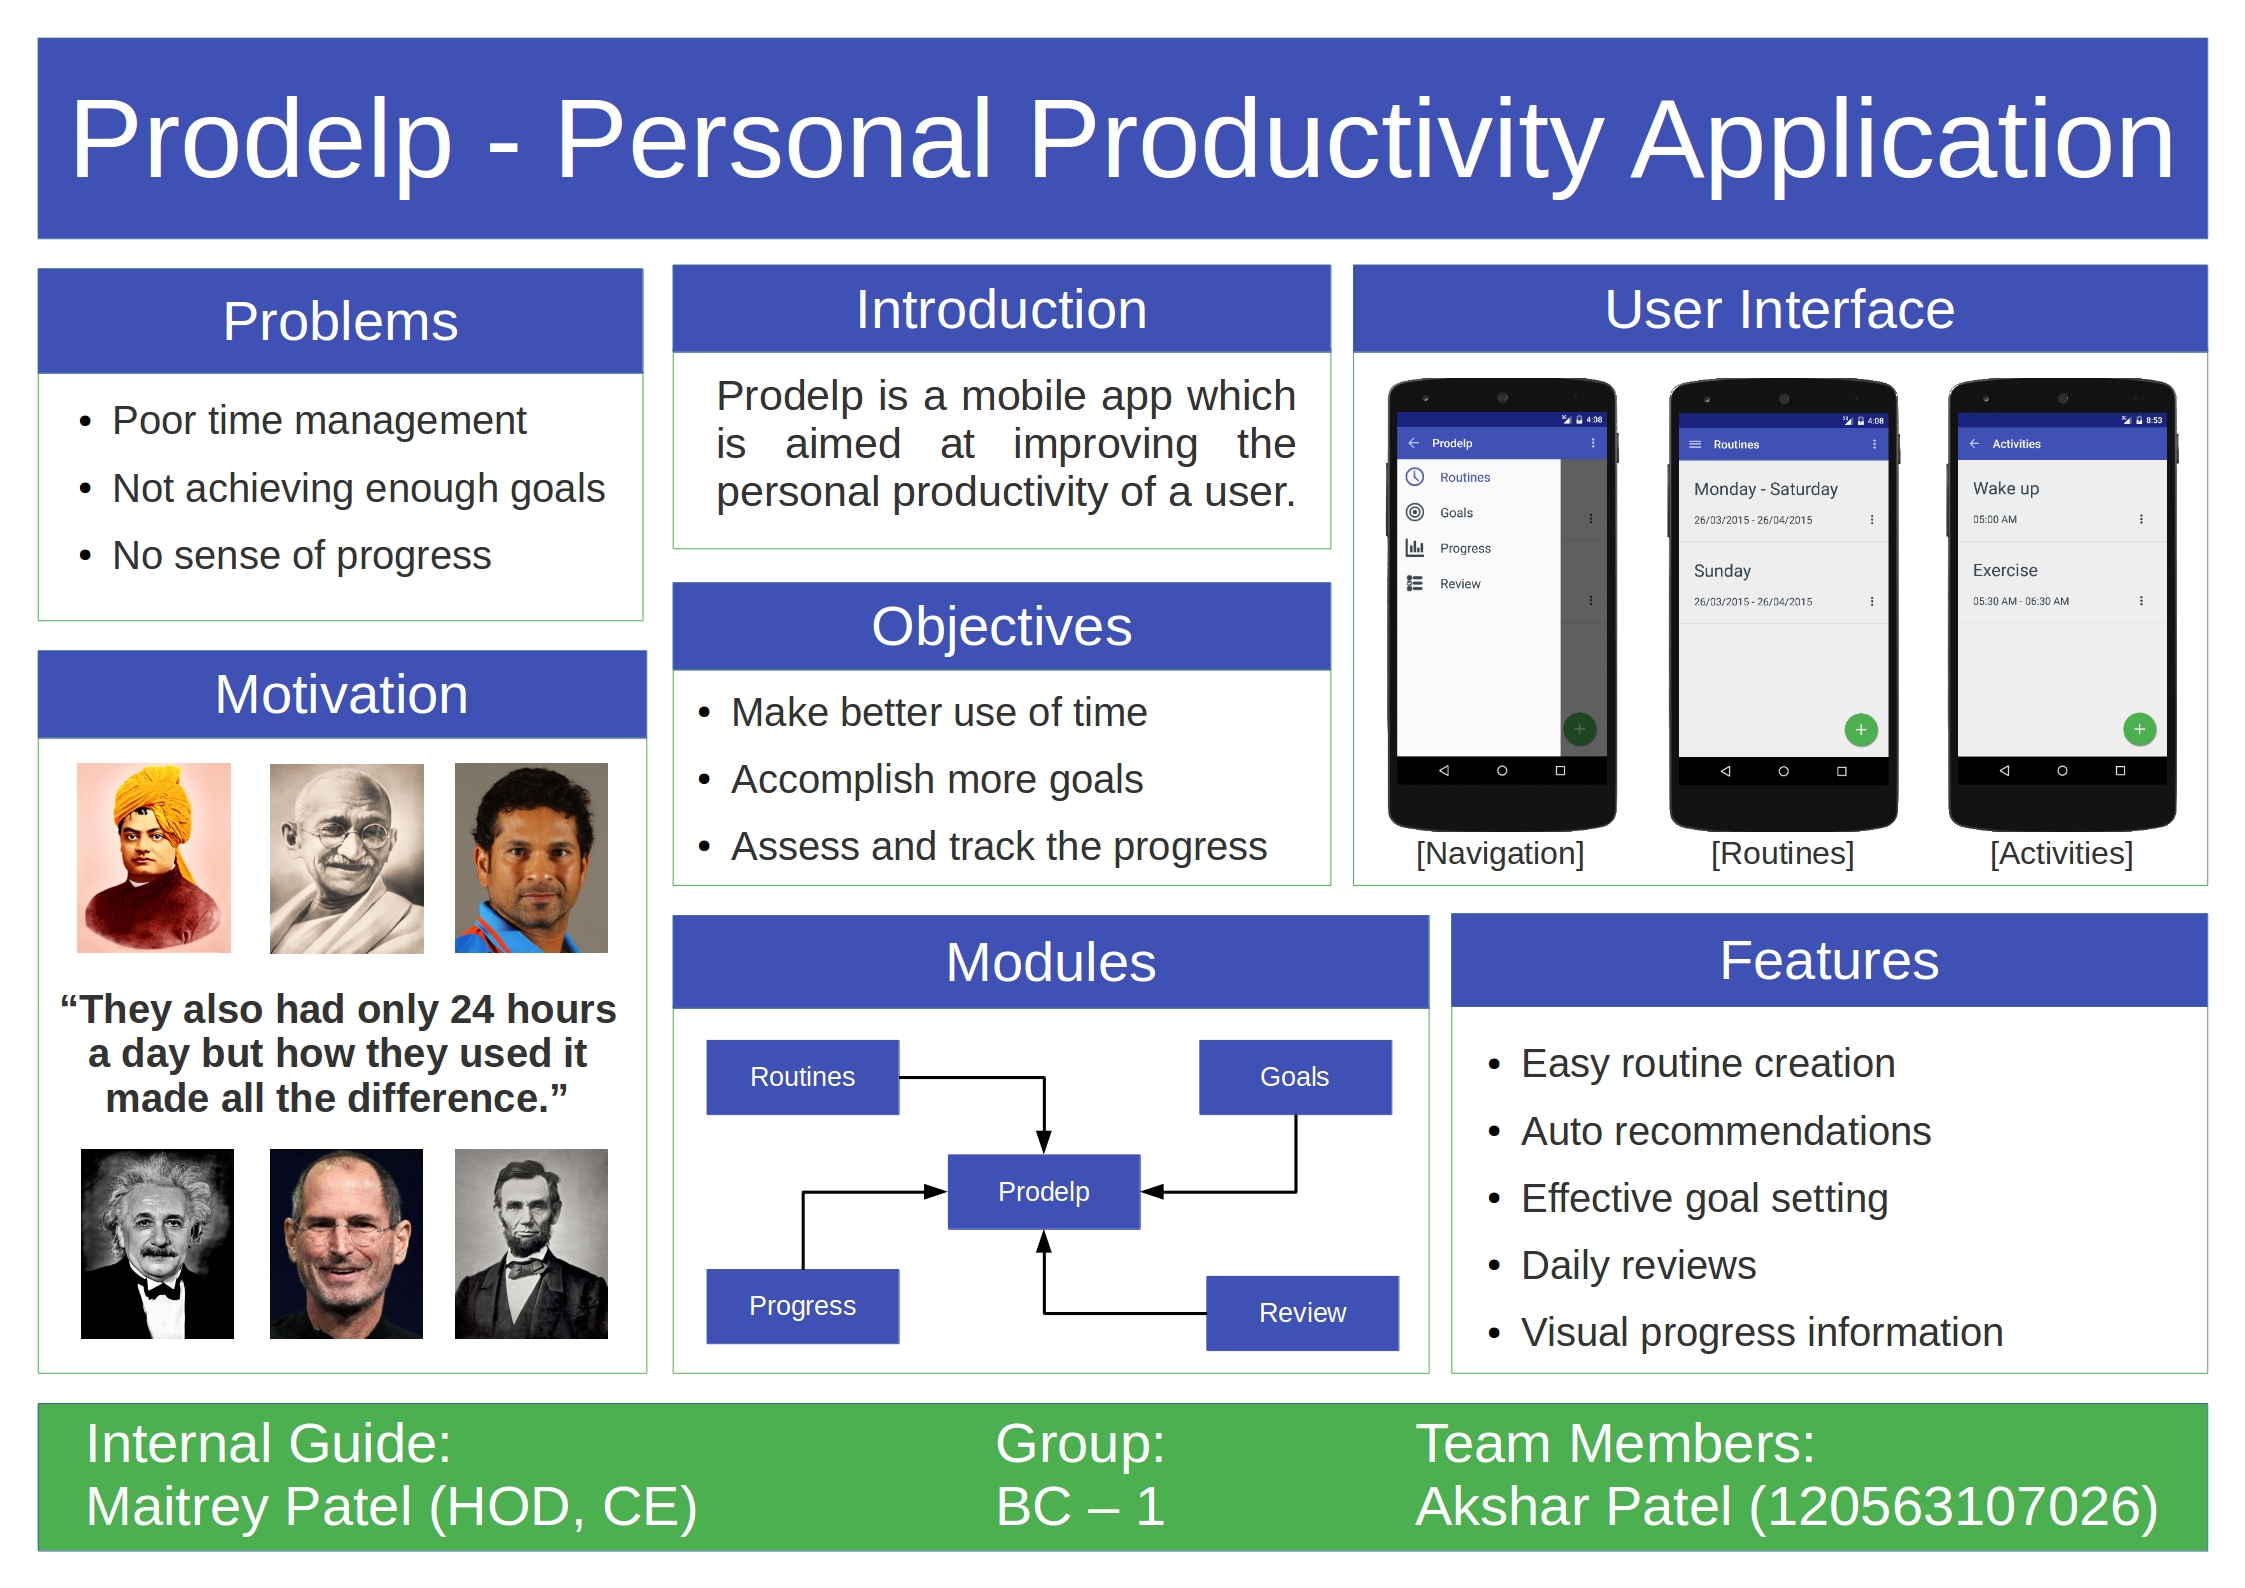 Prodelp - Personal Productivity Application
Problems
• Poor time management
• Not achieving enough goals
• No sense of progress
Motivation
“They also had only 24 hours
a day but how they used it
made all the difference.”
Introduction
Prodelp is a mobile app which
is aimed at improving the
personal productivity of a user.
Objectives
• Make better use of time
• Accomplish more goals
• Assess and track the progress
User Interface
4:08
Prodelp
Routines
Goals
Progress
Review
[Navigation]
4:08
Routines
Monday - Saturday
26/03/2015 - 26/04/2015
Sunday
26/03/2015 - 26/04/2015
[Routines]
8:53
Activities
Wake up
05:00 AM
Exercise
05:30 AM - 06:30 AM
[Activities]
Modules
Routines
Goals
Prodelp
Progress
Review
Features
• Easy routine creation
• Auto recommendations
• Effective goal setting
• Daily reviews
• Visual progress information
Internal Guide:
Maitrey Patel (HOD, CE)
Group:
BC – 1
Team Members:
Akshar Patel (120563107026)